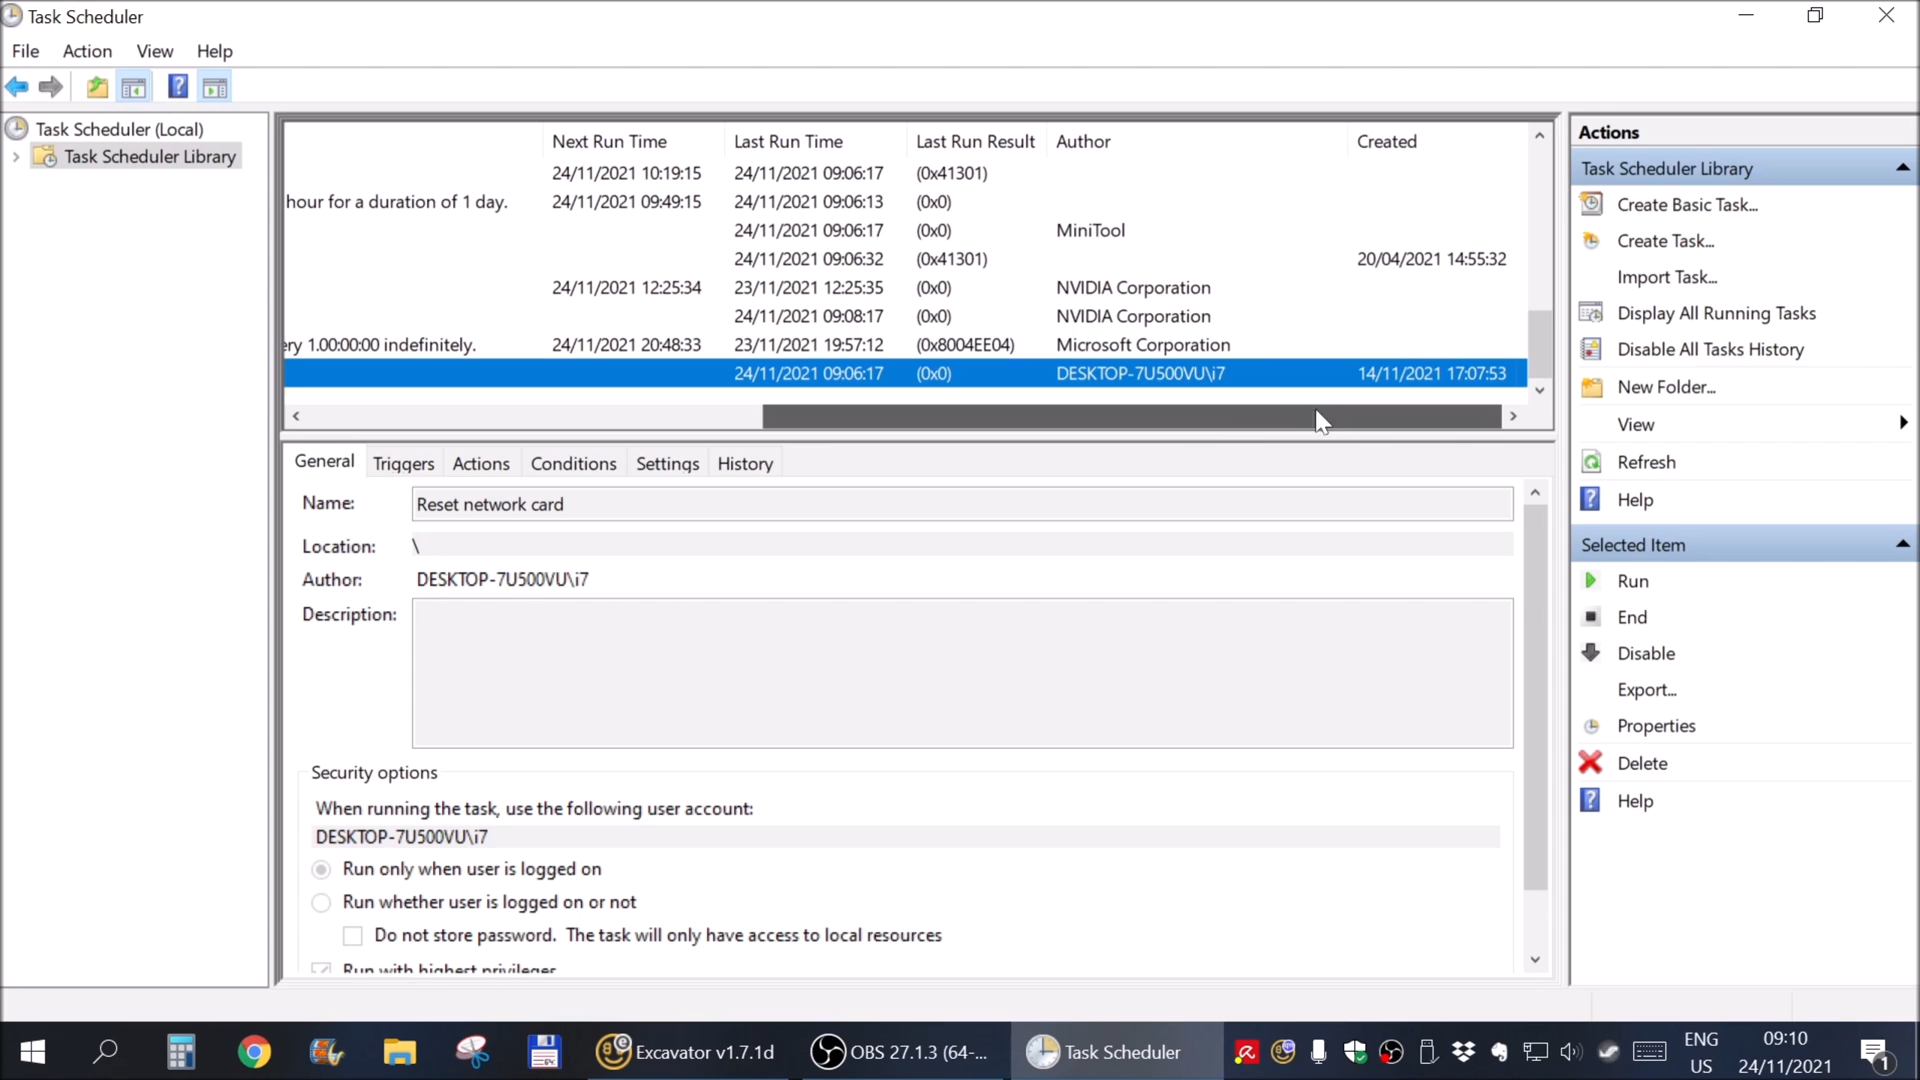 Task Scheduler
File Action View Help
Task Scheduler (Local)
Task Scheduler Library
Next Run Time Last Run Time Last Run Result Author Created
24/11/2021 10:19:15 24/11/2021 09:06:17 (0x41301)
hour for a duration of 1 day. 24/11/2021 09:49:15 24/11/2021 09:06:13 (0x0)
24/11/2021 09:06:17 (0x0) MiniTool
24/11/2021 09:06:32 (0x41301) 20/04/2021 14:55:32
24/11/2021 12:25:34 23/11/2021 12:25:35 (0x0) NVIDIA Corporation
24/11/2021 09:08:17 (0x0) NVIDIA Corporation
ery 1.00:00:00 indefinitely. 24/11/2021 20:48:33 23/11/2021 19:57:12 (0x8004EE04) Microsoft Corporation
24/11/2021 09:06:17 (0x0) DESKTOP-7U500VU\i7 14/11/2021 17:07:53
General Triggers Actions Conditions Settings History
Name: Reset network card
Location: \
Author: DESKTOP-7U500VU\i7
Description:
Security options
When running the task, use the following user account:
DESKTOP-7U500VU\i7
Run only when user is logged on
Run whether user is logged on or not
Do not store password. The task will only have access to local resources
Run with highest privileges
Actions
Task Scheduler Library
Create Basic Task...
Create Task...
Import Task...
Display All Running Tasks
Disable All Tasks History
New Folder...
View
Refresh
Help
Selected Item
Run
End
Disable
Export...
Properties
Delete
Help
Excavator v1.7.1d OBS 27.1.3 (64-... Task Scheduler
ENG
US
09:10
24/11/2021
1